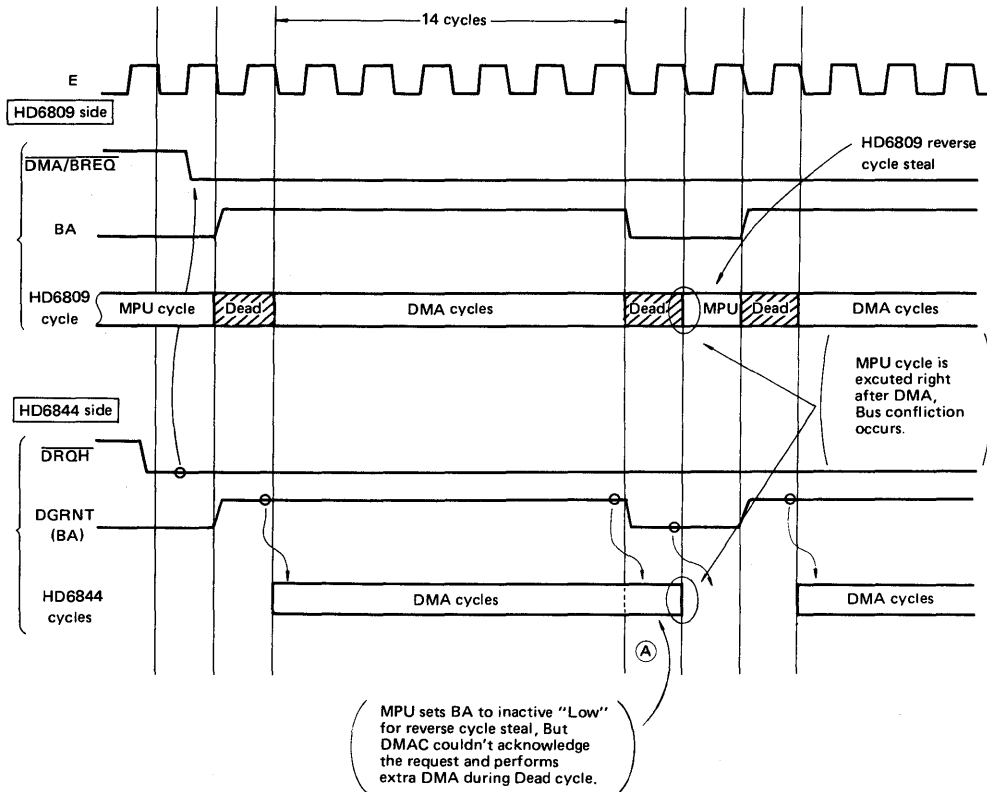 14 cycles
E
HD6809 side
DMA/BREQ
HD6809 reverse
cycle steal
BA
HD6809
cycle
MPU cycle
Dead
DMA cycles
Dead
MPU
Dead
DMA cycles
MPU cycle is
excuted right
after DMA,
Bus confliction
occurs.
HD6844 side
DRQH
DGRNT
(BA)
HD6844
cycles
DMA cycles
DMA cycles
A
MPU sets BA to inactive “Low”
for reverse cycle steal, But
DMAC couldn't acknowledge
the request and performs
extra DMA during Dead cycle.